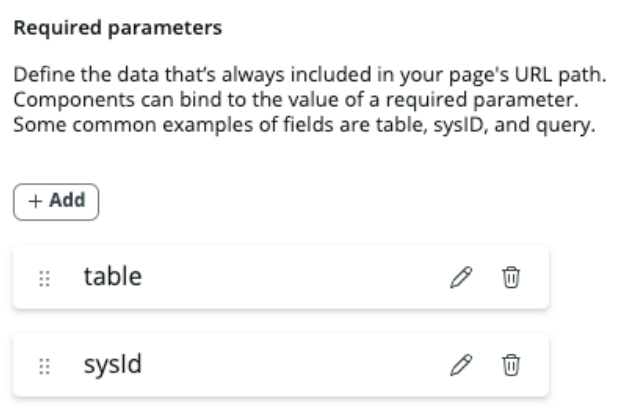 Required parameters
Define the data that's always included in your page's URL path.
Components can bind to the value of a required parameter.
Some common examples of fields are table, sysID, and query.
+ Add
table
sysId